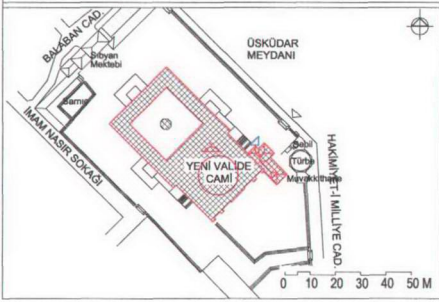 BALABAN CAD.
Sıbyan
Mektebi
ÜSKÜDAR
MEYDANI
İMAM NASIR SOKAĞI
YENİ VALİDE
CAMİ
Sebil
Türbe
Muvakkithane
HAKİMİYET-İ MİLLİYE CAD.
0 10 20 30 40 50 M